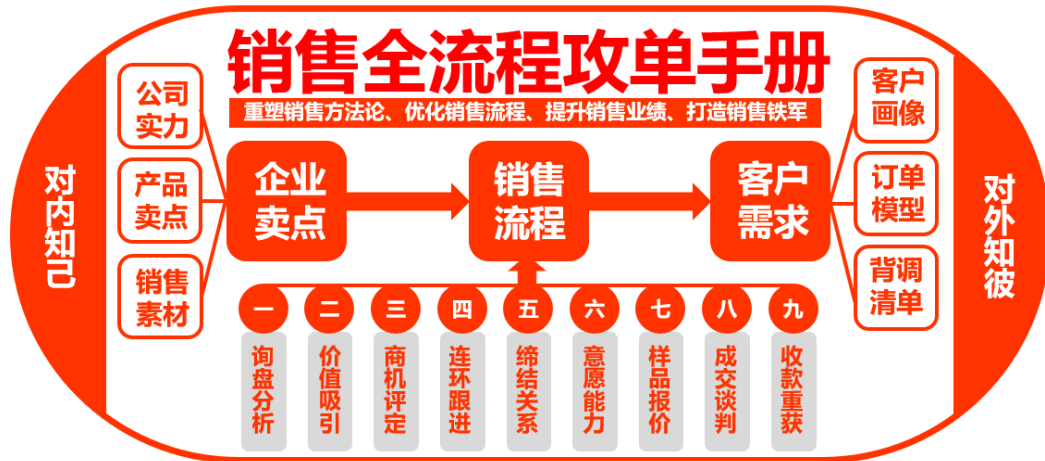 销售全流程攻单手册
重塑销售方法论、优化销售流程、提升销售业绩、打造销售铁军
对内知己
公司
实力
产品
卖点
销售
素材
企业
卖点
销售
流程
客户
需求
客户
画像
订单
模型
背调
清单
对外知彼
一
二
三
四
五
六
七
八
九
询盘分析
价值吸引
商机评定
连环跟进
缔结关系
意愿能力
样品报价
成交谈判
收款重获